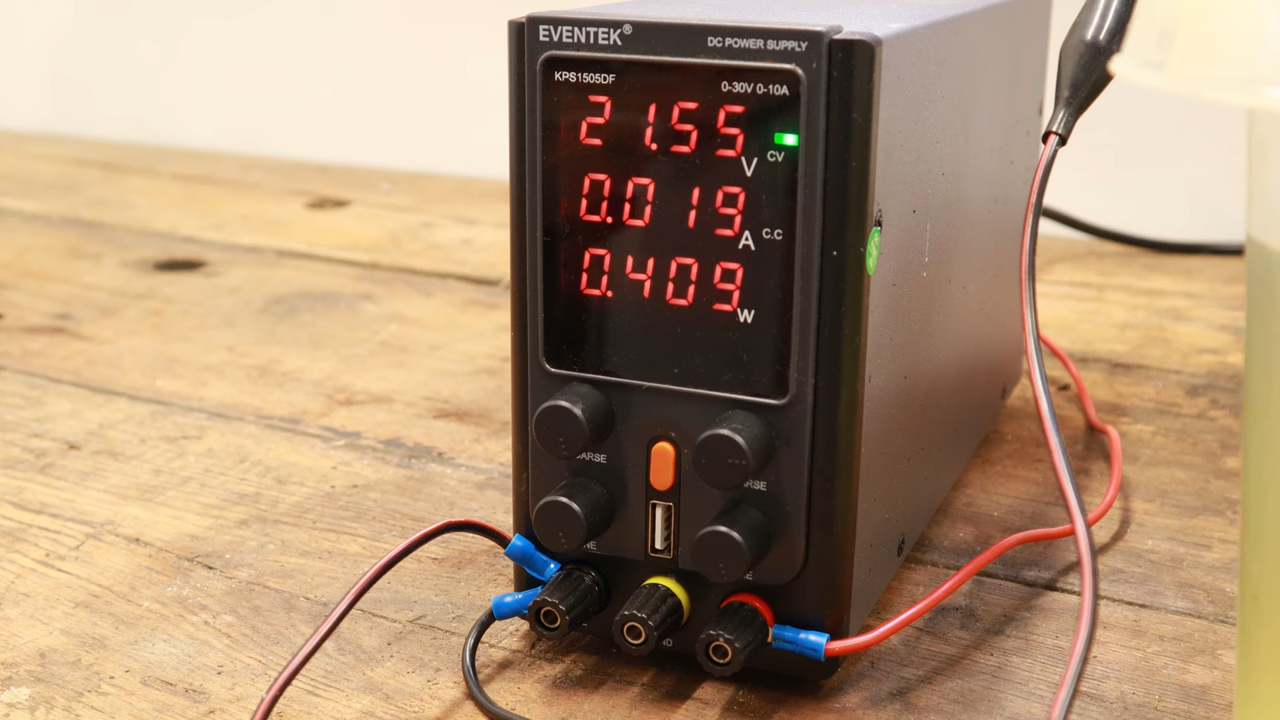 EVENTEK®
DC POWER SUPPLY
KPS1505DF
0-30V 0-10A
21.55
V
CV
0.019
A
C.C
0.409
W